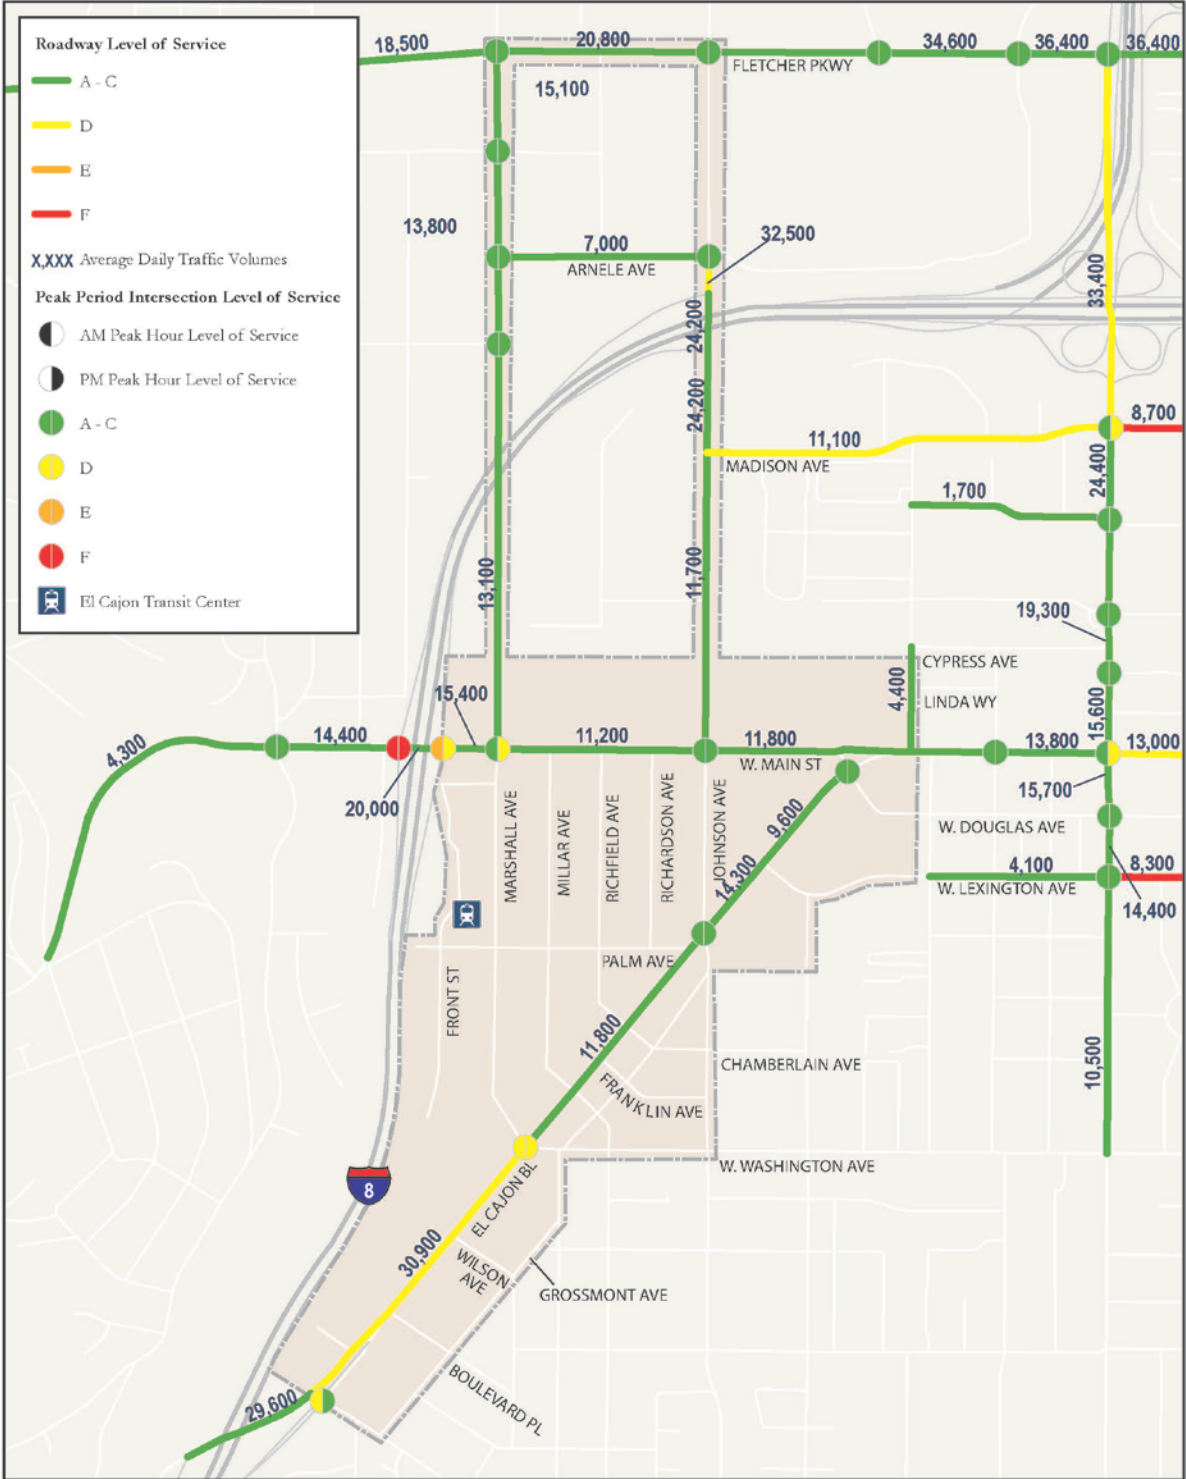 Roadway Level of Service
A - C
D
E
F
X,XXX Average Daily Traffic Volumes
Peak Period Intersection Level of Service
AM Peak Hour Level of Service
PM Peak Hour Level of Service
A - C
D
E
F
El Cajon Transit Center
18,500
20,800
34,600
36,400
36,400
FLETCHER PKWY
15,100
13,800
7,000
ARNELE AVE
32,500
33,400
24,200
24,200
8,700
11,100
MADISON AVE
24,400
1,700
13,100
11,700
19,300
CYPRESS AVE
4,400
LINDA WY
15,600
15,400
4,300
14,400
11,200
11,800
13,800
13,000
W. MAIN ST
20,000
15,700
MARSHALL AVE
MILLAR AVE
RICHFIELD AVE
RICHARDSON AVE
JOHNSON AVE
9,600
14,300
W. DOUGLAS AVE
4,100
8,300
W. LEXINGTON AVE
14,400
PALM AVE
FRONT ST
11,800
CHAMBERLAIN AVE
10,500
FRANKLIN AVE
W. WASHINGTON AVE
8
EL CAJON BL
30,900
WILSON
AVE
GROSSMONT AVE
29,600
BOULEVARD PL